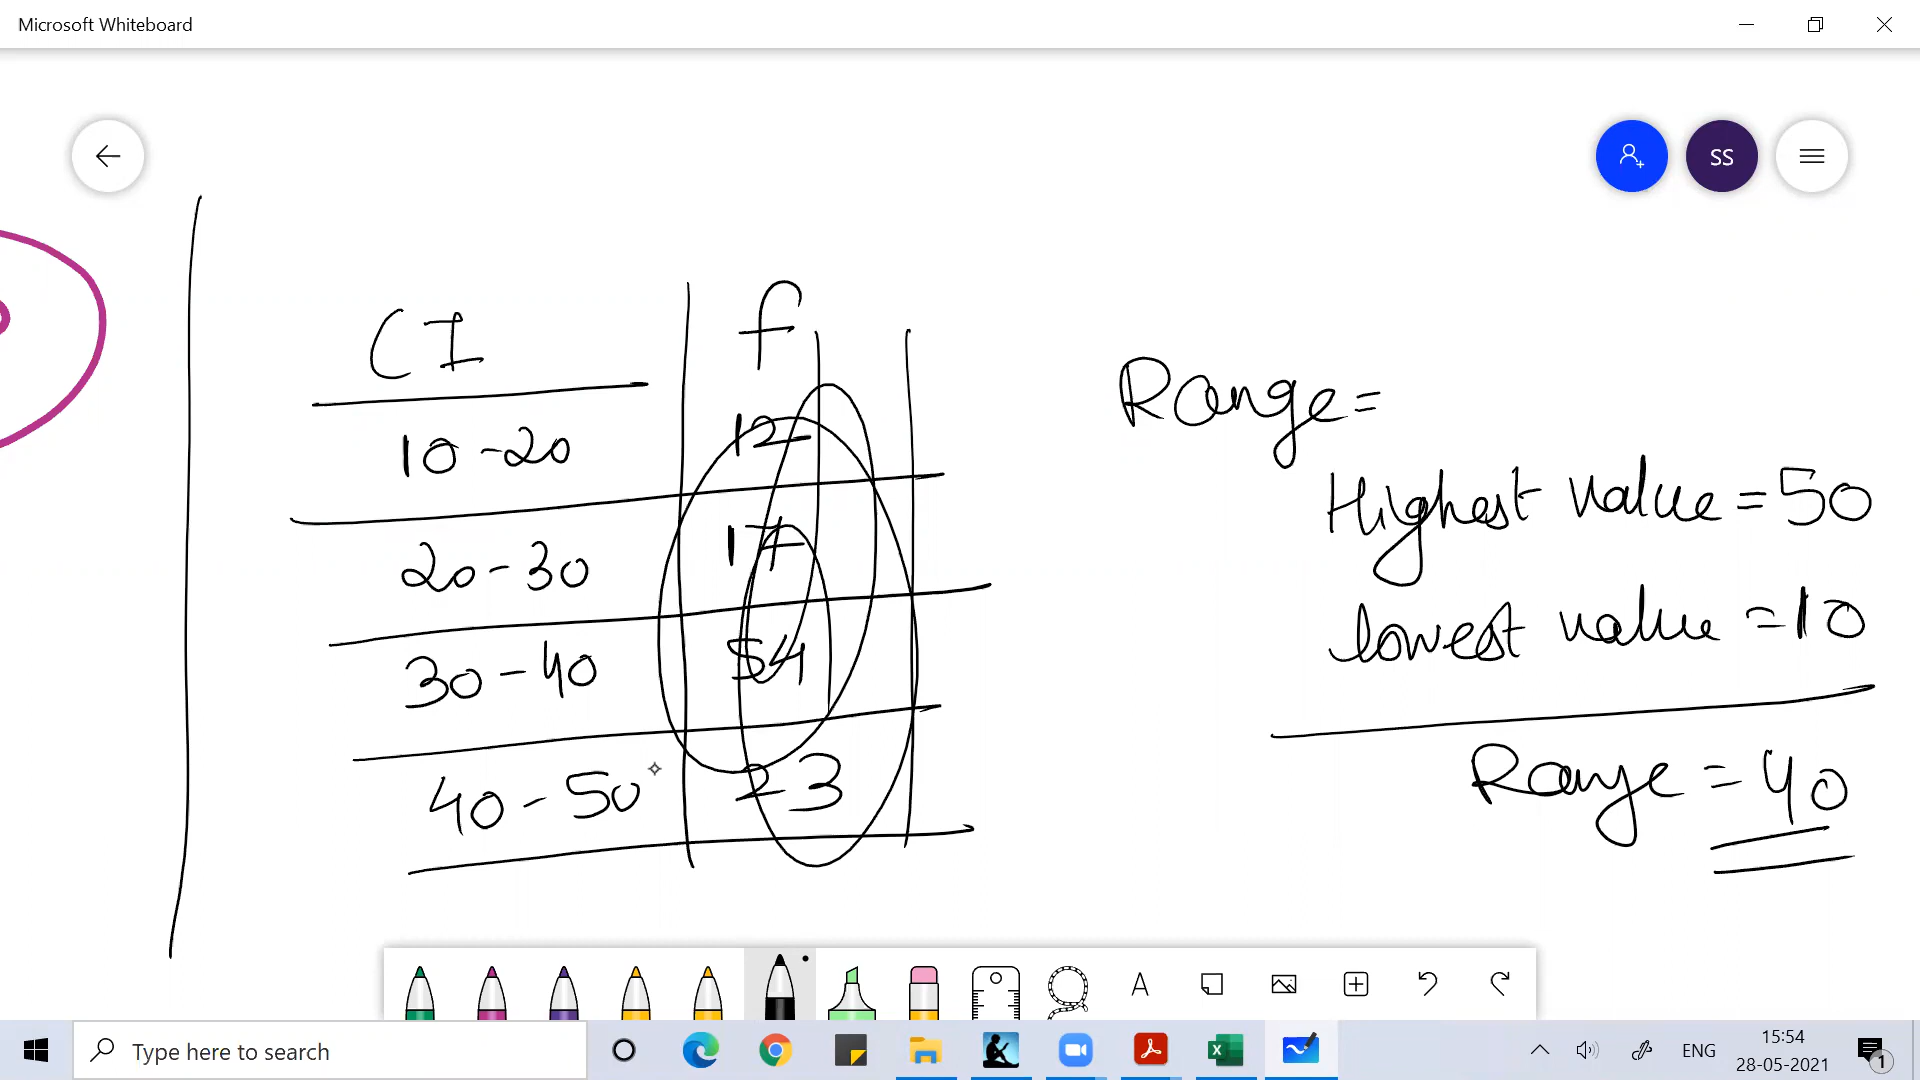 Microsoft Whiteboard
SS
CI f
10-20 12
20-30 17
30-40 54
40-50 23
Range=
Highest value=50
lowest value=10
Range=40
A
Type here to search
ENG
15:54
28-05-2021
1